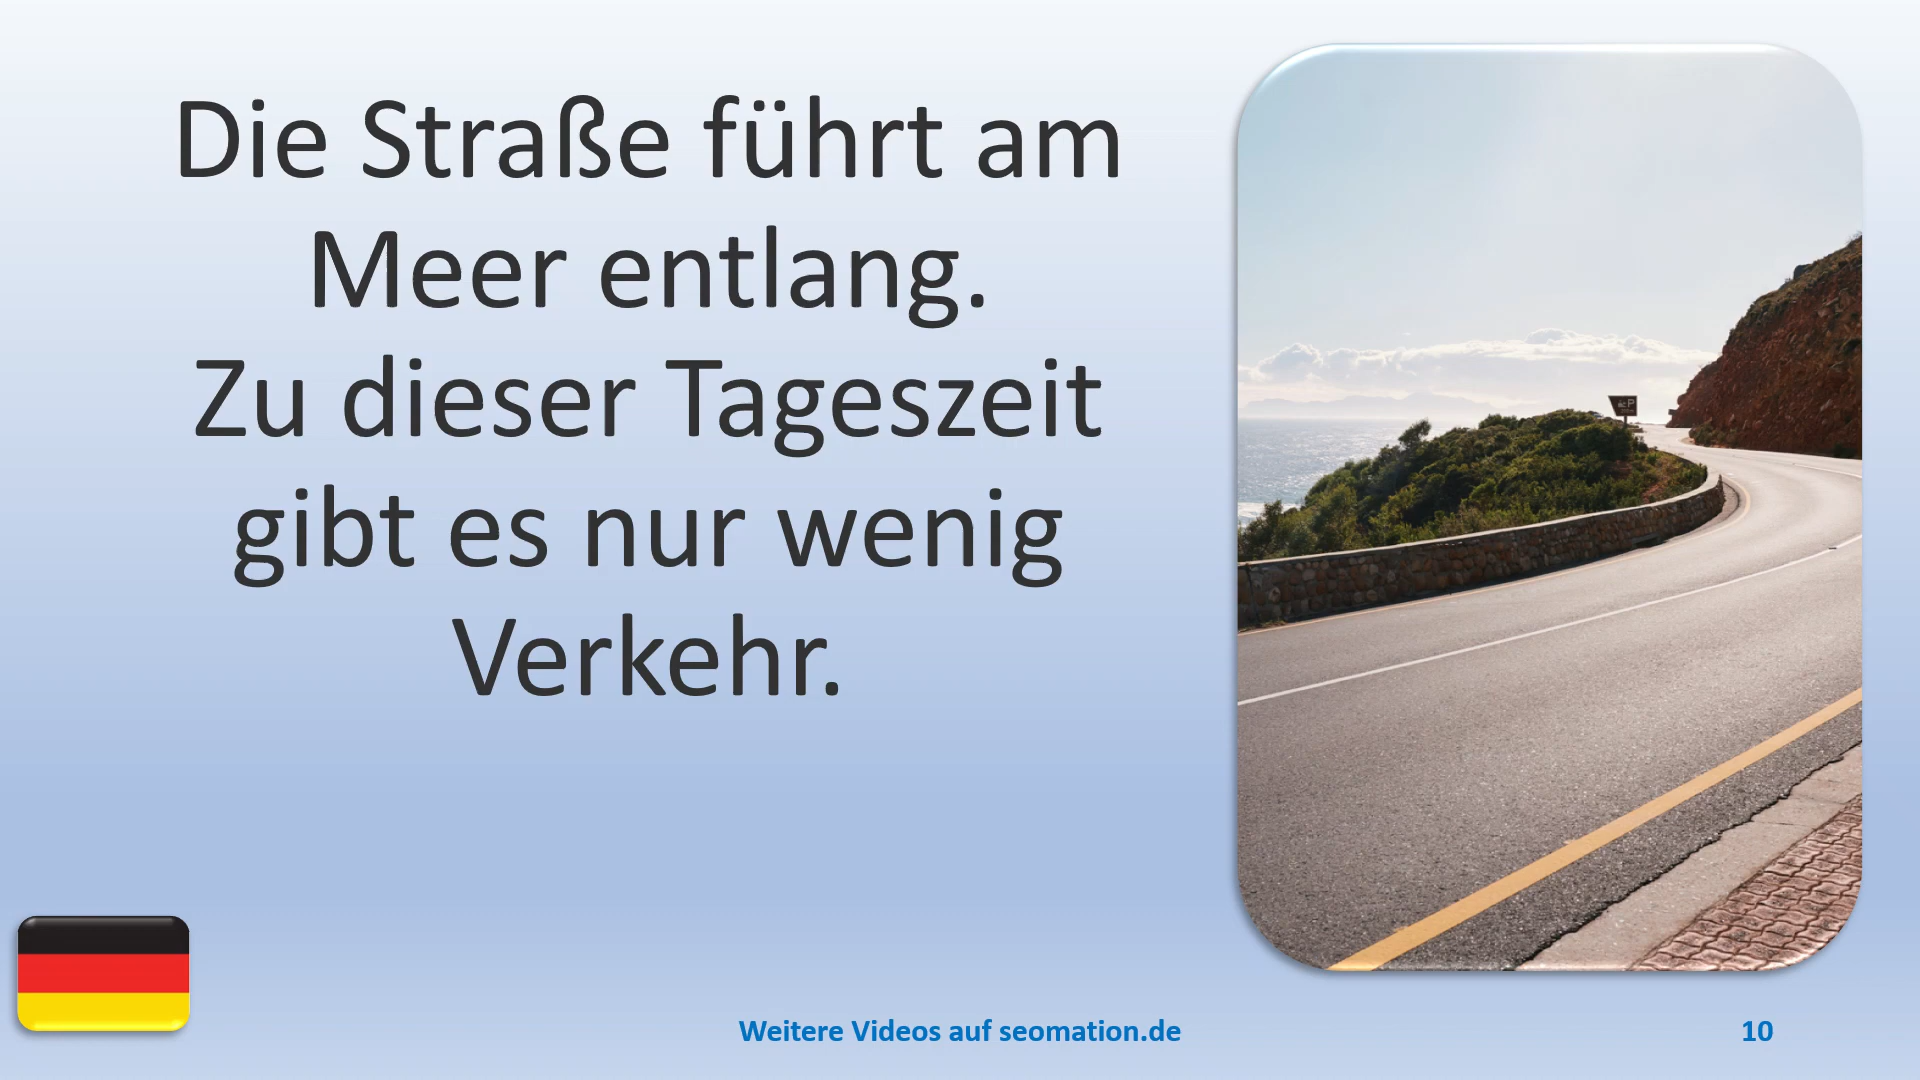 Die Straße führt am
Meer entlang.
Zu dieser Tageszeit
gibt es nur wenig
Verkehr.
P
Weitere Videos auf seomation.de
10